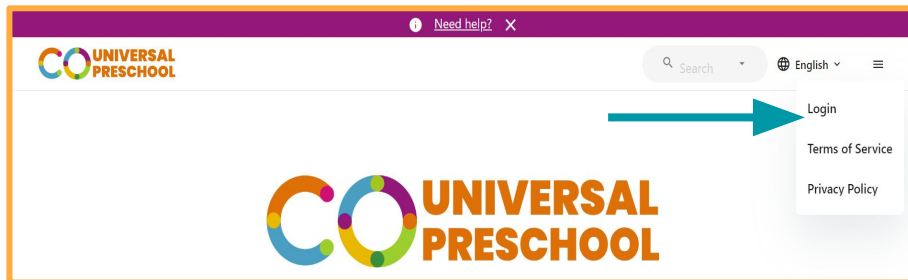 Need help?
CO UNIVERSAL
PRESCHOOL
Search
English
Login
Terms of Service
Privacy Policy
CO UNIVERSAL
PRESCHOOL